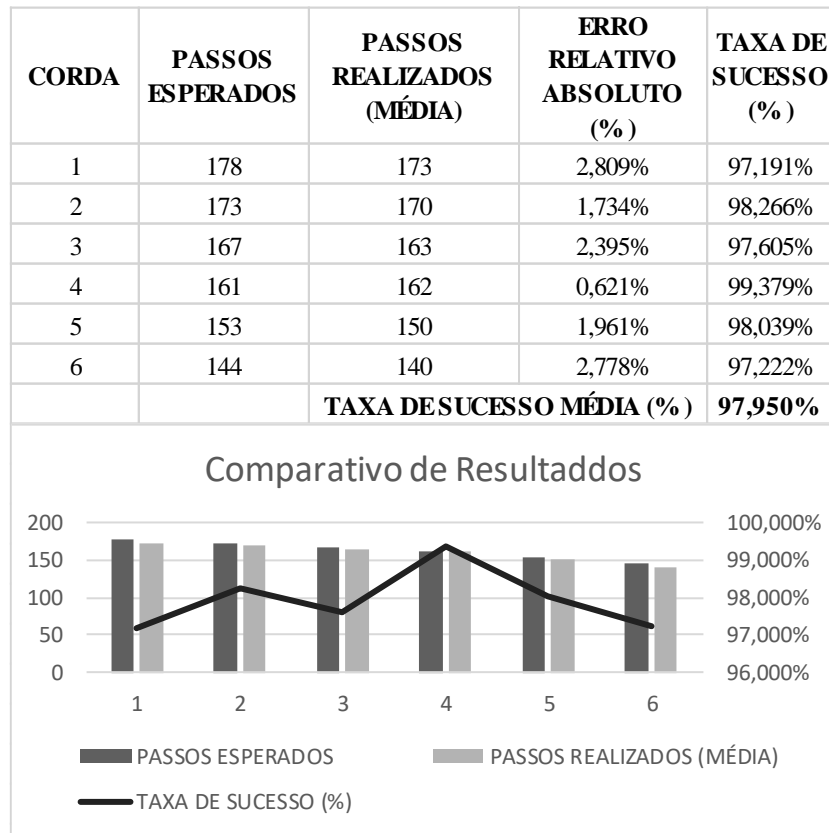 CORDA PASSOS ESPERADOS PASSOS REALIZADOS (MÉDIA) ERRO RELATIVO ABSOLUTO (%) TAXA DE SUCESSO (%)
1 178 173 2,809% 97,191%
2 173 170 1,734% 98,266%
3 167 163 2,395% 97,605%
4 161 162 0,621% 99,379%
5 153 150 1,961% 98,039%
6 144 140 2,778% 97,222%
TAXA DE SUCESSO MÉDIA (%) 97,950%
Comparativo de Resultaddos
200 100,000%
150 99,000%
100 98,000%
50 97,000%
0 96,000%
1 2 3 4 5 6
PASSOS ESPERADOS PASSOS REALIZADOS (MÉDIA)
TAXA DE SUCESSO (%)